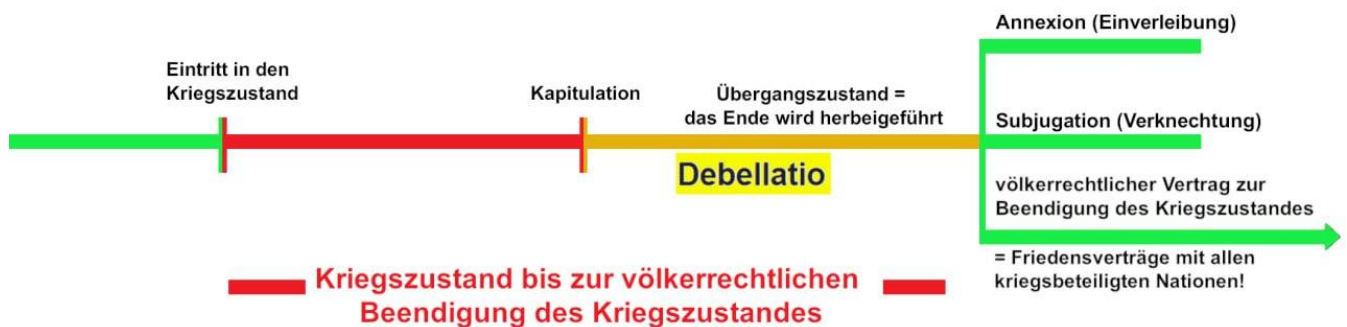 Eintritt in den
Kriegszustand
Kapitulation
Übergangszustand =
das Ende wird herbeigeführt
Debellatio
Annexion (Einverleibung)
Subjugation (Verknechtung)
völkerrechtlicher Vertrag zur
Beendigung des Kriegszustandes
= Friedensverträge mit allen
kriegsbeteiligten Nationen!
Kriegszustand bis zur völkerrechtlichen
Beendigung des Kriegszustandes